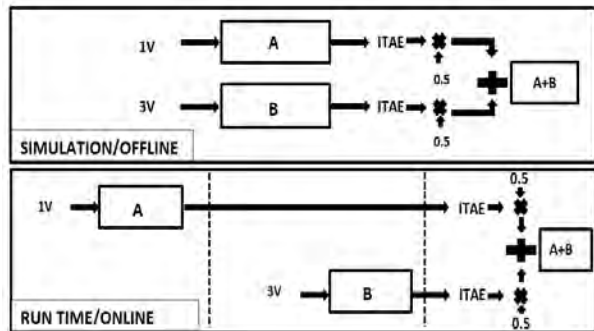 1V A ITAE
0.5
A+B
3V B ITAE
0.5
SIMULATION/OFFLINE
0.5
1V A ITAE
A+B
3V B ITAE
0.5
RUN TIME/ONLINE